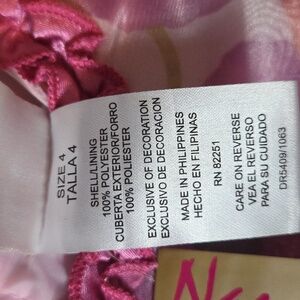 SIZE 4
TALLA 4
SHELL/LINING
100% POLYESTER
CUBIERTA EXTERIOR/FORRO
100% POLIESTER
EXCLUSIVE OF DECORATION
EXCLUSIVO DE DECORACION
MADE IN PHILIPPINES
HECHO EN FILIPINAS
RN 82251
CARE ON REVERSE
VEA EL REVERSO
PARA SU CUIDADO
DR5409/1063